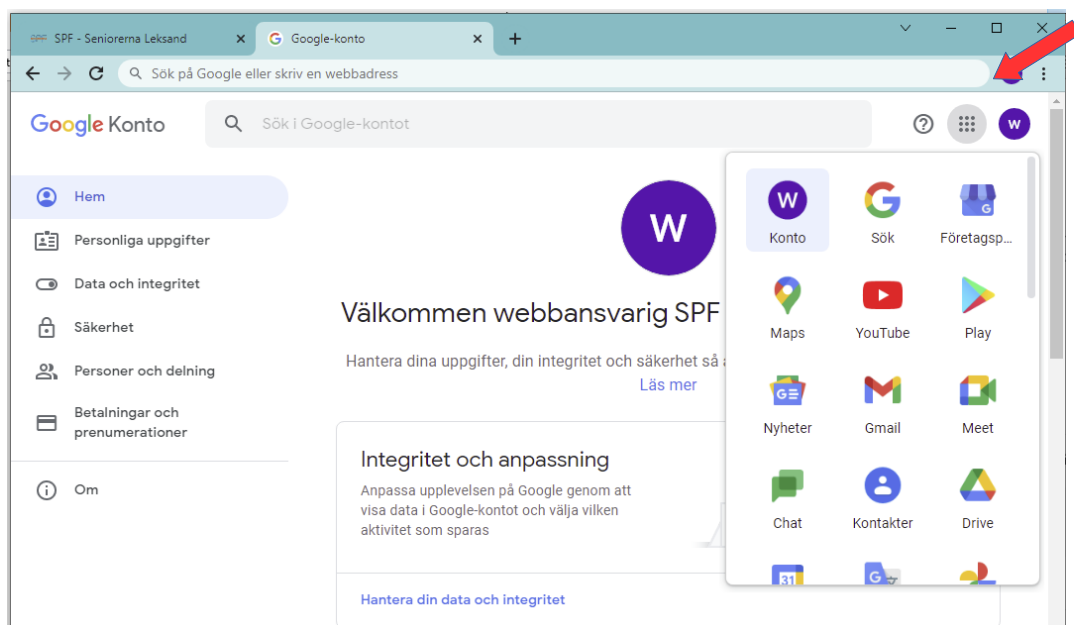 SPF SPF - Seniorerna Leksand
Google-konto
Sök på Google eller skriv en webbadress
Google Konto
Sök i Google-kontot
W
Hem
Personliga uppgifter
Data och integritet
Säkerhet
Personer och delning
Betalningar och
prenumerationer
Om
W
Välkommen webbansvarig SPF
Hantera dina uppgifter, din integritet och säkerhet så
Läs mer
Integritet och anpassning
Anpassa upplevelsen på Google genom att
visa data i Google-kontot och välja vilken
aktivitet som sparas
Hantera din data och integritet
W
Konto
G
Sök
G
Företagsp...
Maps
YouTube
Play
GE
Nyheter
Gmail
Meet
Chat
Kontakter
Drive
31
G